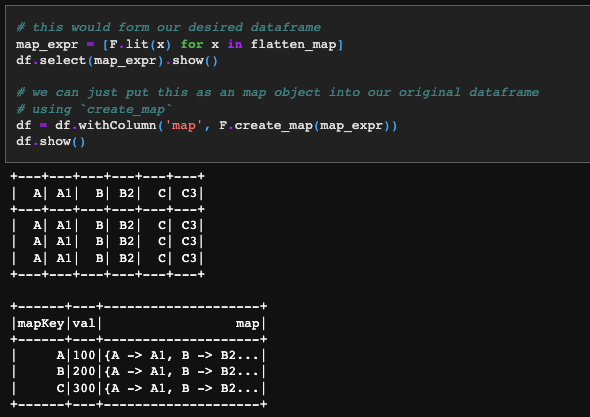 # this would form our desired dataframe
map_expr = [F.lit(x) for x in flatten_map]
df.select(map_expr).show()

# we can just put this as an map object into our original dataframe
# using `create_map`
df = df.withColumn('map', F.create_map(map_expr))
df.show()

+---+---+---+---+---+---+
|  A| A1|  B| B2|  C| C3|
+---+---+---+---+---+---+
|  A| A1|  B| B2|  C| C3|
|  A| A1|  B| B2|  C| C3|
|  A| A1|  B| B2|  C| C3|
+---+---+---+---+---+---+

+------+---+--------------------+
|mapKey|val|                 map|
+------+---+--------------------+
|     A|100|{A -> A1, B -> B2...|
|     B|200|{A -> A1, B -> B2...|
|     C|300|{A -> A1, B -> B2...|
+------+---+--------------------+